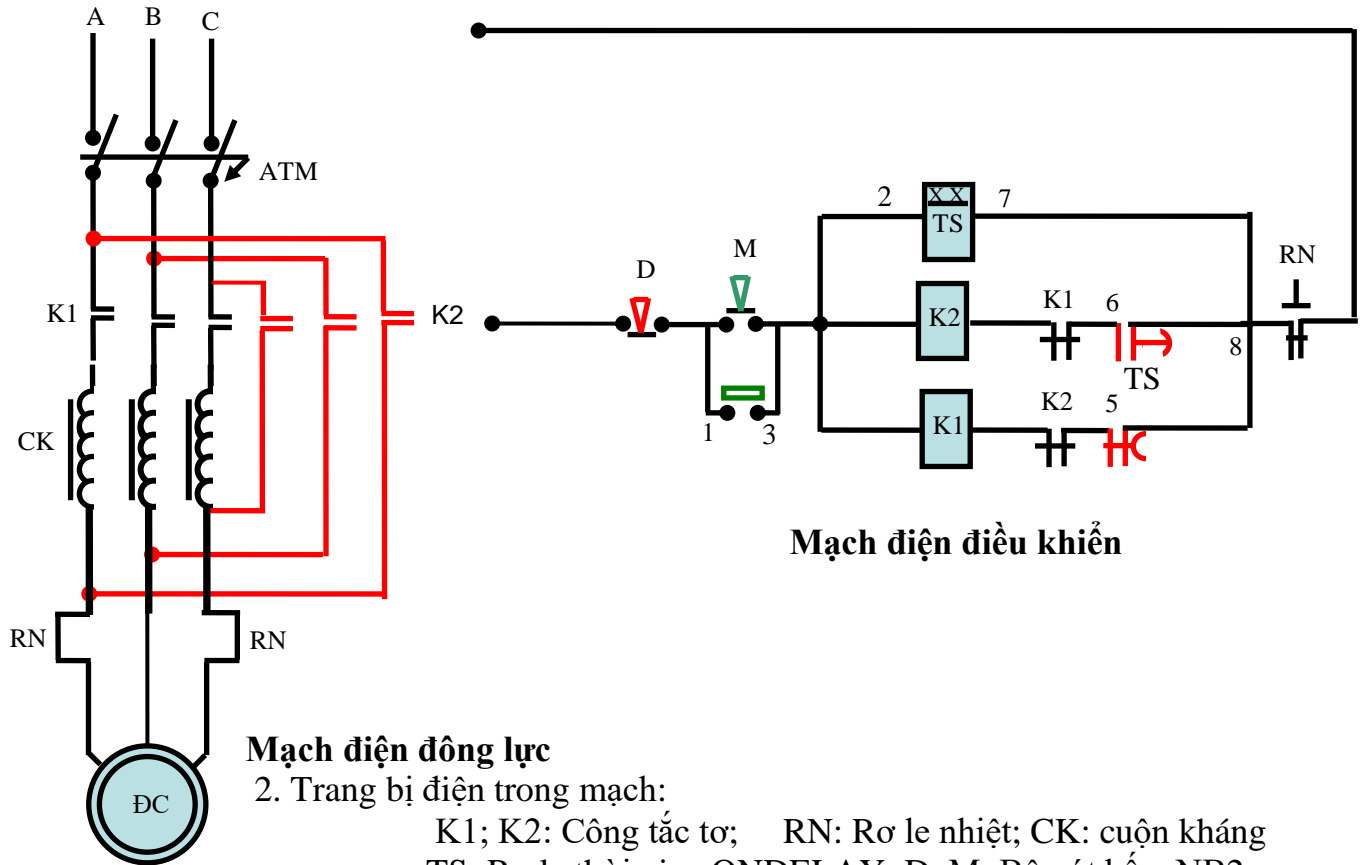 A B C
ATM
2 X X 7
TS
M
RN
D
K1
K2
K2
K1
6
8
TS
K2
5
1 3
K1
CK
Mạch điện điều khiển
RN
RN
Mạch điện đông lực
ĐC
2. Trang bị điện trong mạch:
K1; K2: Công tắc tơ; RN: Rơ le nhiệt; CK: cuộn kháng